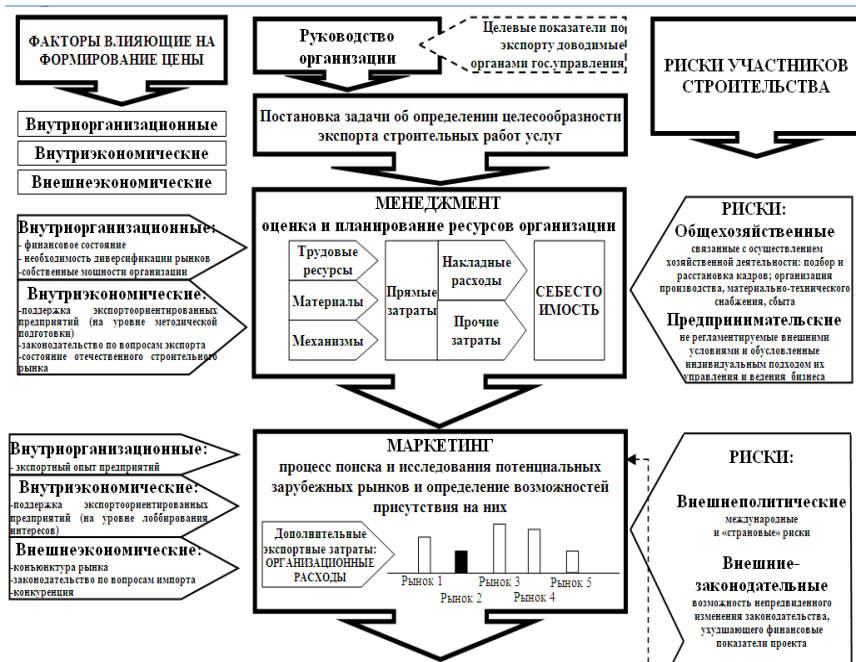 ФАКТОРЫ ВЛИЯЮЩИЕ НА
ФОРМИРОВАНИЕ ЦЕНЫ
Руководство
организации
Целевые показатели по
экспорту доводимые
органами гос.управления
РИСКИ УЧАСТНИКОВ
СТРОИТЕЛЬСТВА
Внутриорганизационные
Внутриэкономические
Внешнеэкономические
Постановка задачи об определении целесообразности
экспорта строительных работ услуг
МЕНЕДЖМЕНТ
оценка и планирование ресурсов организации
Трудовые
ресурсы
Материалы
Механизмы
Прямые
затраты
Накладные
расходы
Прочие
затраты
СЕБЕСТО
ИМОСТЬ
Внутриорганизационные:
- финансовое состояние
- необходимость диверсификации рынков
-собственные мощности организации
Внутриэкономические:
-поддержка экспортоориентированных
предприятий (на уровне методической
подготовки)
-законодательство по вопросам экспорта
-состояние отечественного строительного
рынка
РИСКИ:
Общехозяйственные
связанные с осуществлением
хозяйственной деятельности: подбор и
расстановка кадров; организация
производства, материально-технического
снабжения, сбыта
Предпринимательские
не регламентируемые внешними
условиями и обусловленные
индивидуальным подходом их
управления и ведения бизнеса
МАРКЕТИНГ
процесс поиска и исследования потенциальных
зарубежных рынков и определение возможностей
присутствия на них
Дополнительные
экспортные затраты:
ОРГАНИЗАЦИОННЫЕ
РАСХОДЫ
Рынок 1
Рынок 2
Рынок 3
Рынок 4
Рынок 5
Внутриорганизационные:
- экспортный опыт предприятий
Внутриэкономические:
-поддержка экспортоориентированных
предприятий (на уровне лоббирования
интересов)
Внешнеэкономические:
-конъюнктура рынка
-законодательство по вопросам импорта
-конкуренция
РИСКИ:
Внешнеполитические
международные
и «страновые» риски
Внешние-
законодательные
возможность непредвиденного
изменения законодательства,
ухудшающего финансовые
показатели проекта